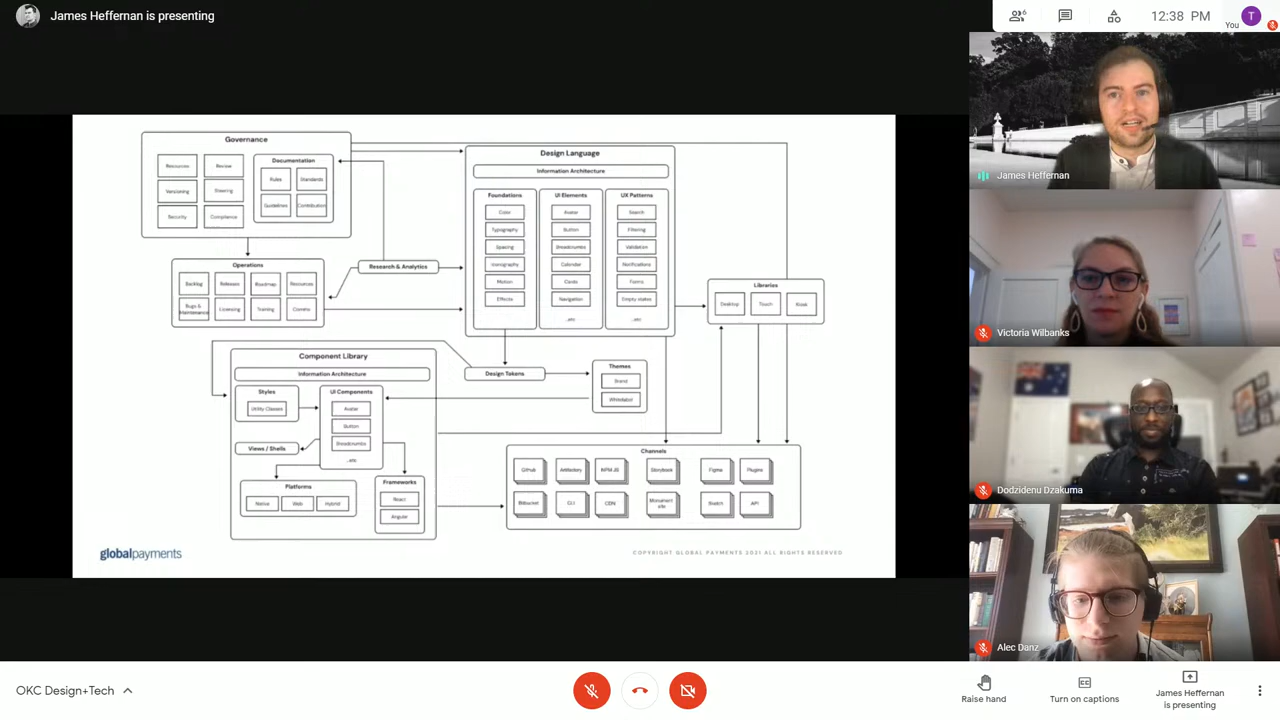 James Heffernan is presenting
6
12:38 PM
You
T
James Heffernan
Victoria Wilbanks
Dodzidenu Dzakuma
Alec Danz
Governance
Resources
Review
Versioning
Steering
Security
Compliance
Documentation
Rules
Standards
Guidelines
Contribution
Operations
Backlog
Releases
Roadmap
Resources
Bugs &
Maintenance
Licensing
Training
Comms
Research & Analytics
Design Language
Information Architecture
Foundations
Color
Typography
Spacing
Iconography
Motion
Effects
UI Elements
Avatar
Button
Breadcrumbs
Calendar
Cards
Navigation
...etc
UX Patterns
Search
Filtering
Validation
Notifications
Forms
Empty states
...etc
Libraries
Desktop
Touch
Kiosk
Component Library
Information Architecture
Styles
Utility Classes
UI Components
Avatar
Button
Breadcrumbs
...etc
Views / Shells
Platforms
Native
Web
Hybrid
Frameworks
React
Angular
Design Tokens
Themes
Brand
Whitelabel
Channels
Github
Artifactory
NPM JS
Storybook
Figma
Plugins
Bitbucket
CLI
CDN
Monument
site
Sketch
API
globalpayments
COPYRIGHT GLOBAL PAYMENTS 2021 ALL RIGHTS RESERVED
OKC Design+Tech
Raise hand
CC
Turn on captions
James Heffernan
is presenting